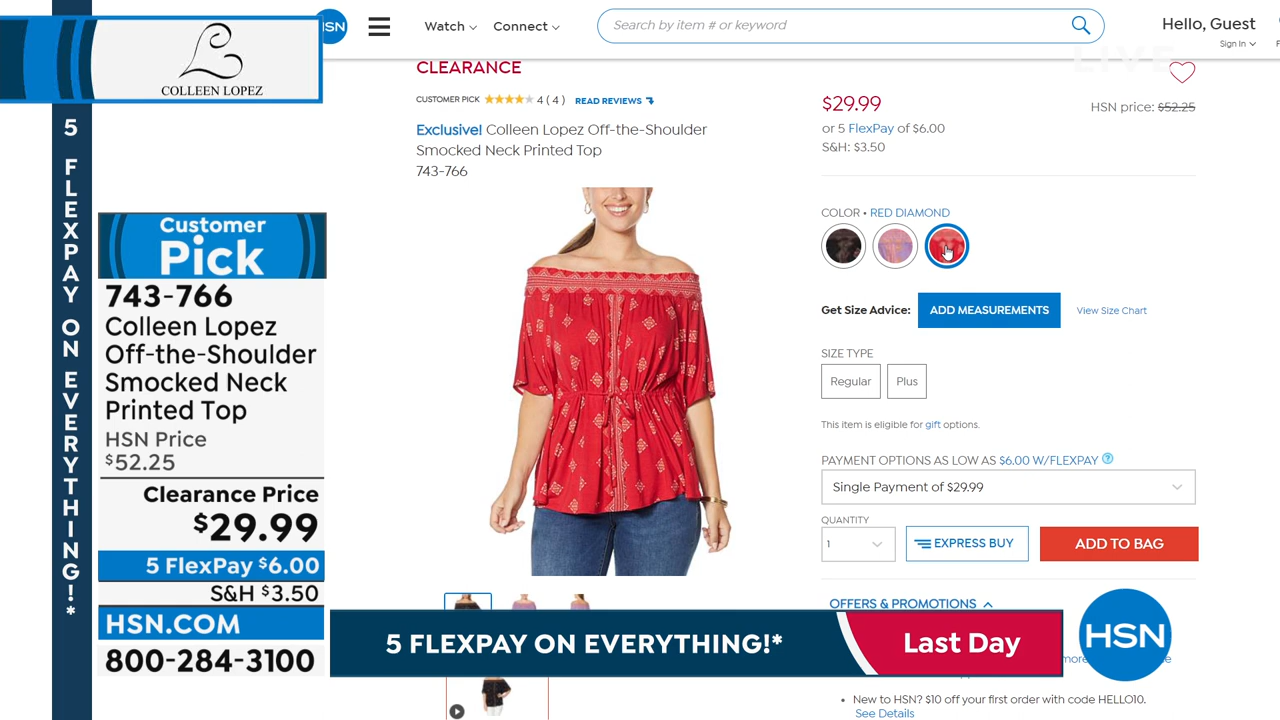 HSN
Watch
Connect
Search by item # or keyword
Hello, Guest
Sign In
LIVE
COLLEEN LOPEZ
5 FLEXPAY ON EVERYTHING!*
Customer
Pick
743-766
Colleen Lopez
Off-the-Shoulder
Smocked Neck
Printed Top
HSN Price
$52.25
Clearance Price
$29.99
5 FlexPay $6.00
S&H $3.50
HSN.COM
800-284-3100
CLEARANCE
CUSTOMER PICK 4 ( 4 ) READ REVIEWS
Exclusive! Colleen Lopez Off-the-Shoulder
Smocked Neck Printed Top
743-766
$29.99
HSN price: $52.25
or 5 FlexPay of $6.00
S&H: $3.50
COLOR • RED DIAMOND
Get Size Advice: ADD MEASUREMENTS View Size Chart
SIZE TYPE
Regular Plus
This item is eligible for gift options.
PAYMENT OPTIONS AS LOW AS $6.00 W/FLEXPAY ?
Single Payment of $29.99
QUANTITY
1 EXPRESS BUY ADD TO BAG
OFFERS & PROMOTIONS
5 FLEXPAY ON EVERYTHING!* Last Day
HSN
• New to HSN? $10 off your first order with code HELLO10.
See Details